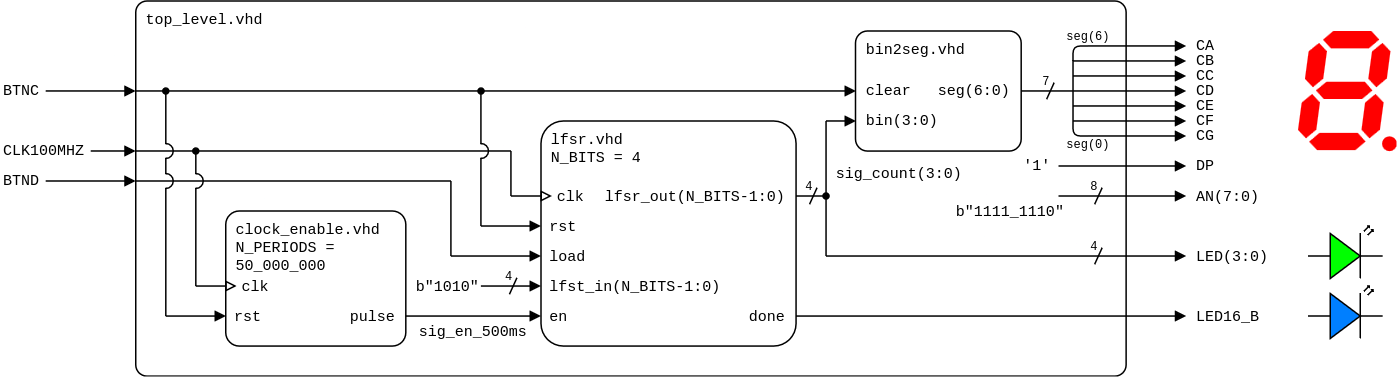 top_level.vhd
BTNC
CLK100MHZ
BTND
clock_enable.vhd
N_PERIODS =
50_000_000
clk
rst
pulse
sig_en_500ms
b"1010"
4
lfsr.vhd
N_BITS = 4
clk
lfsr_out(N_BITS-1:0)
rst
load
lfst_in(N_BITS-1:0)
en
done
4
sig_count(3:0)
bin2seg.vhd
clear
seg(6:0)
bin(3:0)
7
seg(6)
seg(0)
CA
CB
CC
CD
CE
CF
CG
'1'
DP
8
b"1111_1110"
AN(7:0)
4
LED(3:0)
LED16_B